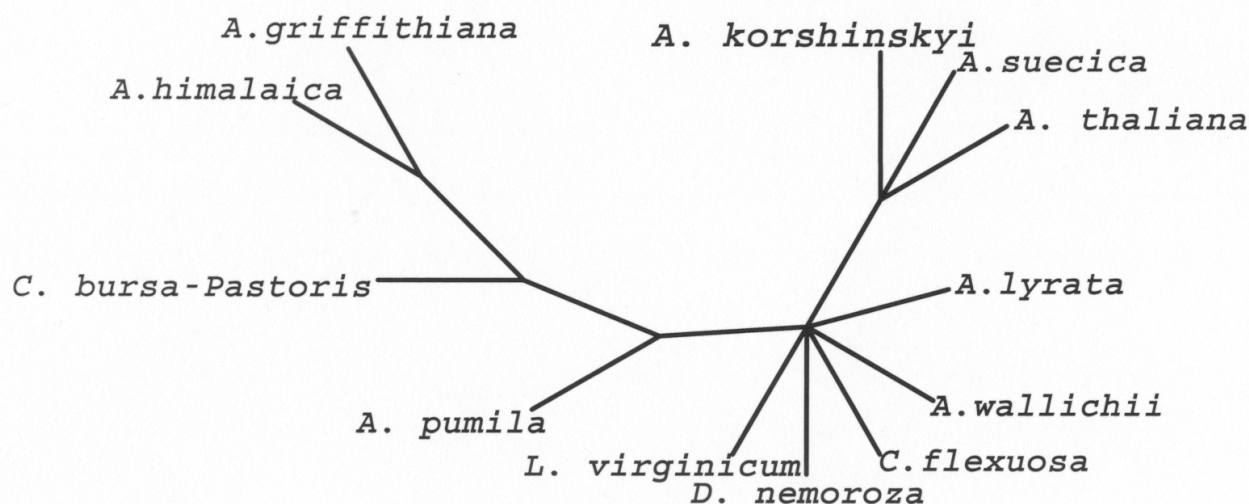 A.griffithiana
A. korshinskyi
A.suecica
A.himalaica
A. thaliana
C. bursa-Pastoris
A.lyrata
A. pumila
A.wallichii
L. virginicum
C.flexuosa
D. nemoroza